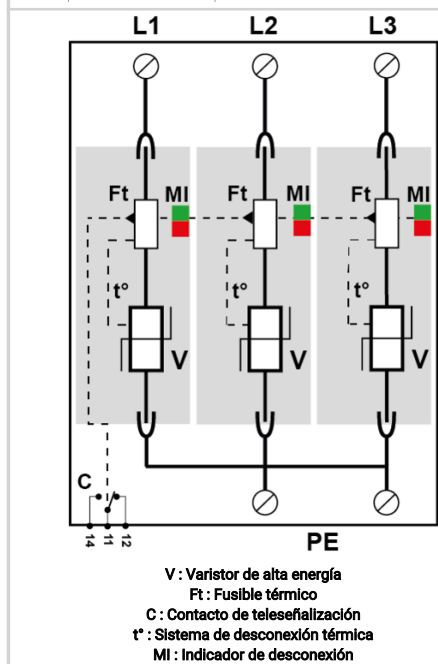 L1 L2 L3
Ft MI Ft MI Ft MI
t° t° t°
V V V
C
14 11 12
PE
V : Varistor de alta energía
Ft : Fusible térmico
C : Contacto de teleseñalización
t° : Sistema de desconexión térmica
MI : Indicador de desconexión